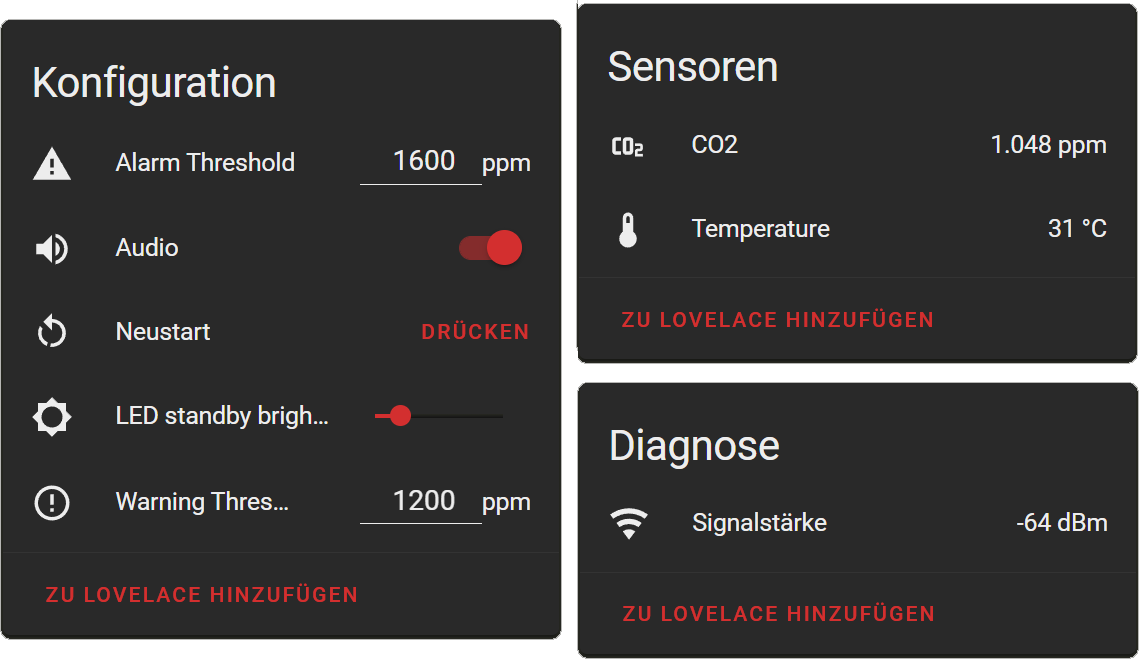 Konfiguration
Alarm Threshold 1600 ppm
Audio
Neustart DRÜCKEN
LED standby brigh...
Warning Thres... 1200 ppm
ZU LOVELACE HINZUFÜGEN
Sensoren
CO2 CO2 1.048 ppm
Temperature 31 °C
ZU LOVELACE HINZUFÜGEN
Diagnose
Signalstärke -64 dBm
ZU LOVELACE HINZUFÜGEN